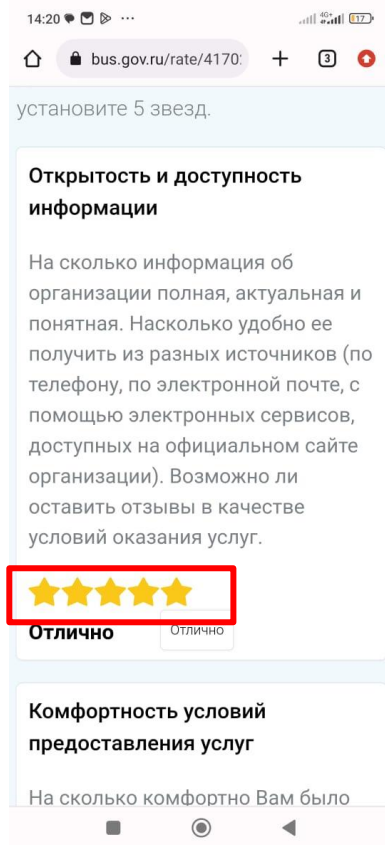 14:20
4G+
17
bus.gov.ru/rate/4170
3
установите 5 звезд.
Открытость и доступность
информации
На сколько информация об
организации полная, актуальная и
понятная. Насколько удобно ее
получить из разных источников (по
телефону, по электронной почте, с
помощью электронных сервисов,
доступных на официальном сайте
организации). Возможно ли
оставить отзывы в качестве
условий оказания услуг.
Отлично
Отлично
Комфортность условий
предоставления услуг
На сколько комфортно Вам было